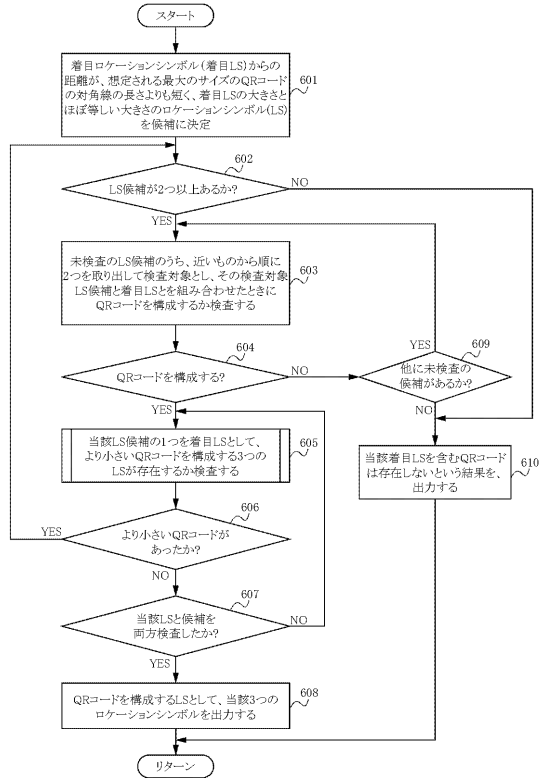 スタート
着目ロケーションシンボル(着目LS)からの
距離が、想定される最大のサイズのQRコード
の対角線の長さよりも短く、着目LSの大きさと
ほぼ等しい大きさのロケーションシンボル(LS)
を候補に決定
601
602
LS候補が2つ以上あるか?
NO
YES
未検査のLS候補のうち、近いものから順に
2つを取り出して検査対象とし、その検査対象
LS候補と着目LSとを組み合わせたときに
QRコードを構成するか検査する
603
604
QRコードを構成する?
NO
YES
609
YES
他に未検査の
候補があるか?
NO
当該LS候補の1つを着目LSとして、
より小さいQRコードを構成する3つの
LSが存在するか検査する
605
当該着目LSを含むQRコード
は存在しないという結果を、
出力する
610
606
YES
より小さいQRコードが
あったか?
NO
607
当該LSと候補を
両方検査したか?
NO
YES
QRコードを構成するLSとして、当該3つの
ロケーションシンボルを出力する
608
リターン